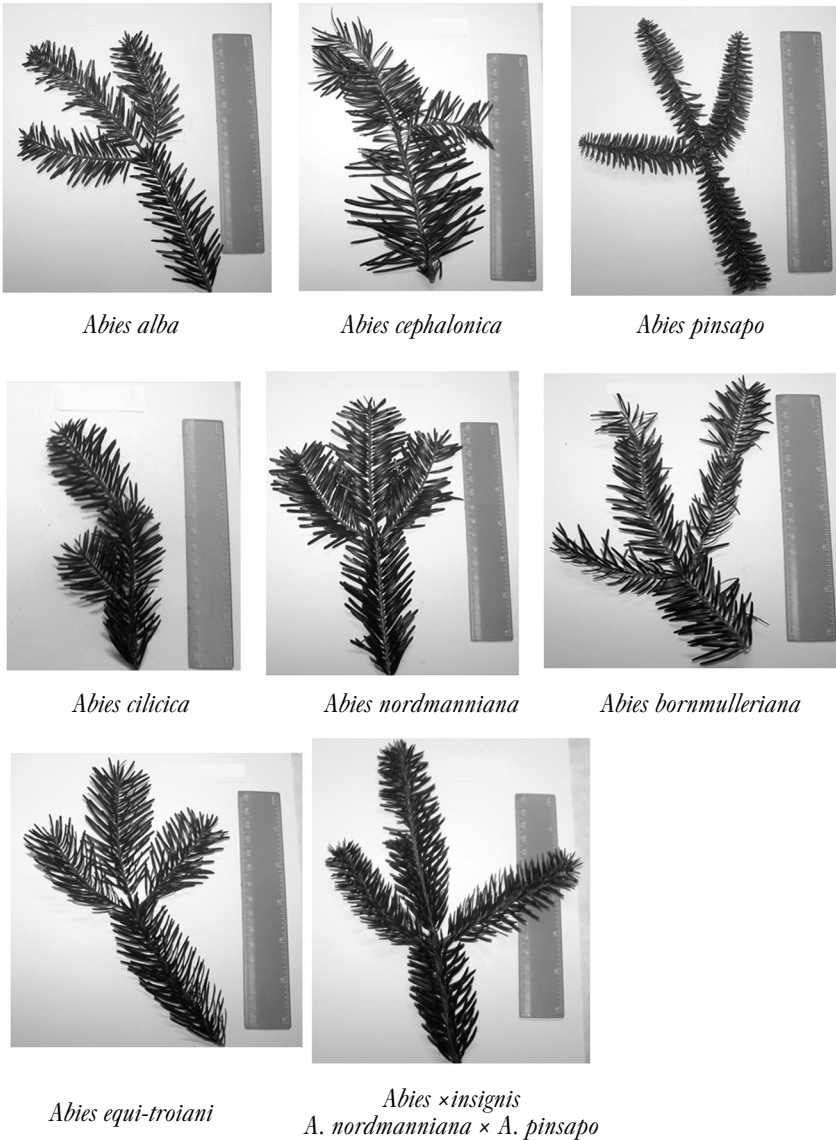 Abies alba
Abies cephalonica
Abies pinsapo
Abies cilicica
Abies nordmanniana
Abies bornmulleriana
Abies equi-troiani
Abies ×insignis
A. nordmanniana × A. pinsapo